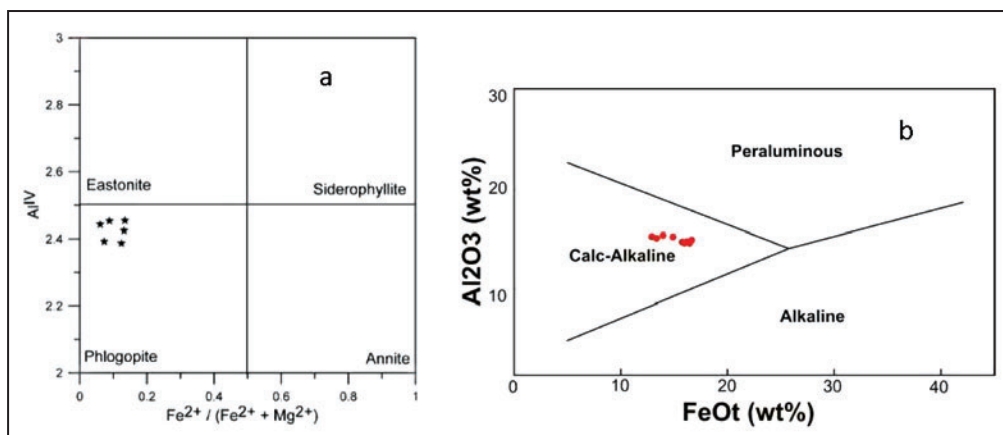 3
a
2.8
2.6
Eastonite
Siderophyllite
Al^IV
2.4
2 2
Phlogopite
Annite
2
0
0.2
0.4
0.6
0.8
1
Fe2+ / (Fe2+ + Mg2+)
30
b
Peraluminous
20
Al2O3 (wt%)
Calc-Alkaline
10
Alkaline
0
10
20
30
40
FeOt (wt%)